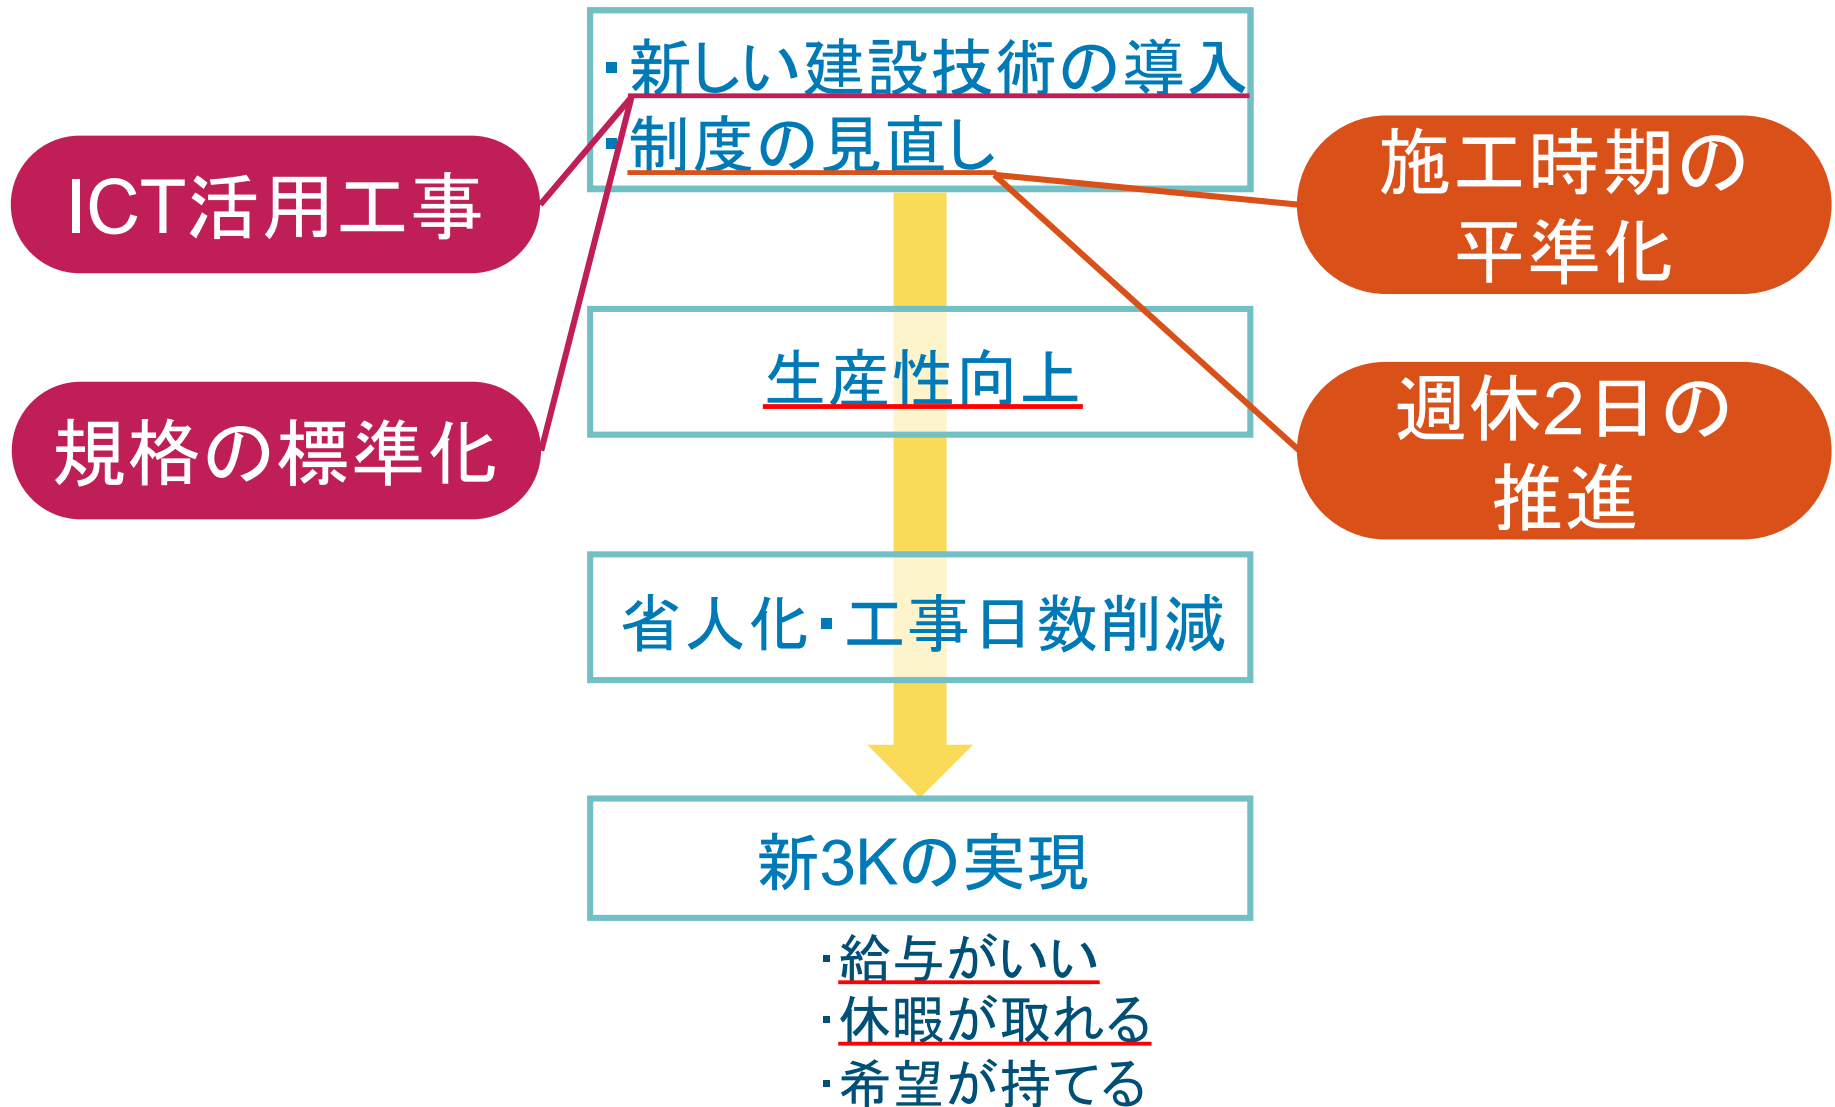 ・新しい建設技術の導入
・制度の見直し
ICT活用工事
規格の標準化
施工時期の
平準化
週休2日の
推進
生産性向上
省人化・工事日数削減
新3Kの実現
・給与がいい
・休暇が取れる
・希望が持てる